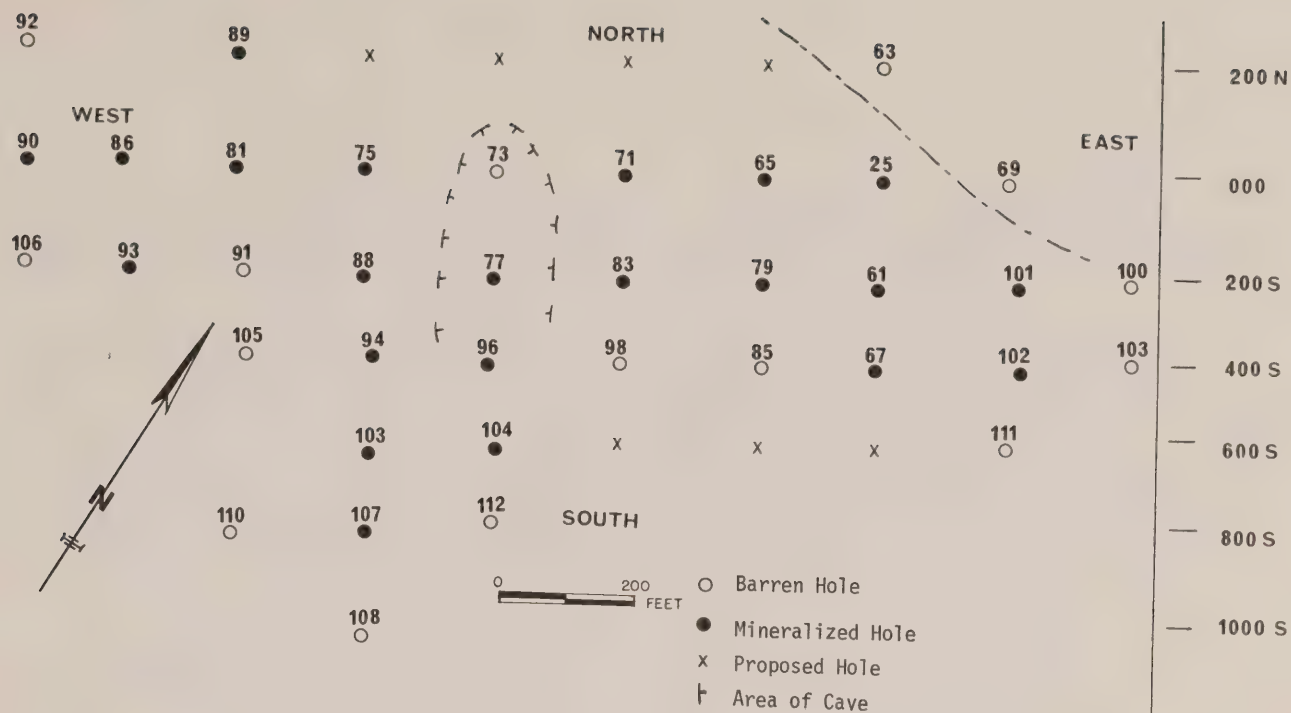 92 89 NORTH 63
200 N
WEST EAST
90 86 81 75 73 71 65 25 69
000
106 93 91 88 77 83 79 61 101 100
200 S
105 94 96 98 85 67 102 103
400 S
103 104 X X X 111
600 S
N
110 107 112 SOUTH
800 S
0 200 FEET
O Barren Hole
● Mineralized Hole
108
1000 S
X Proposed Hole
Area of Cave